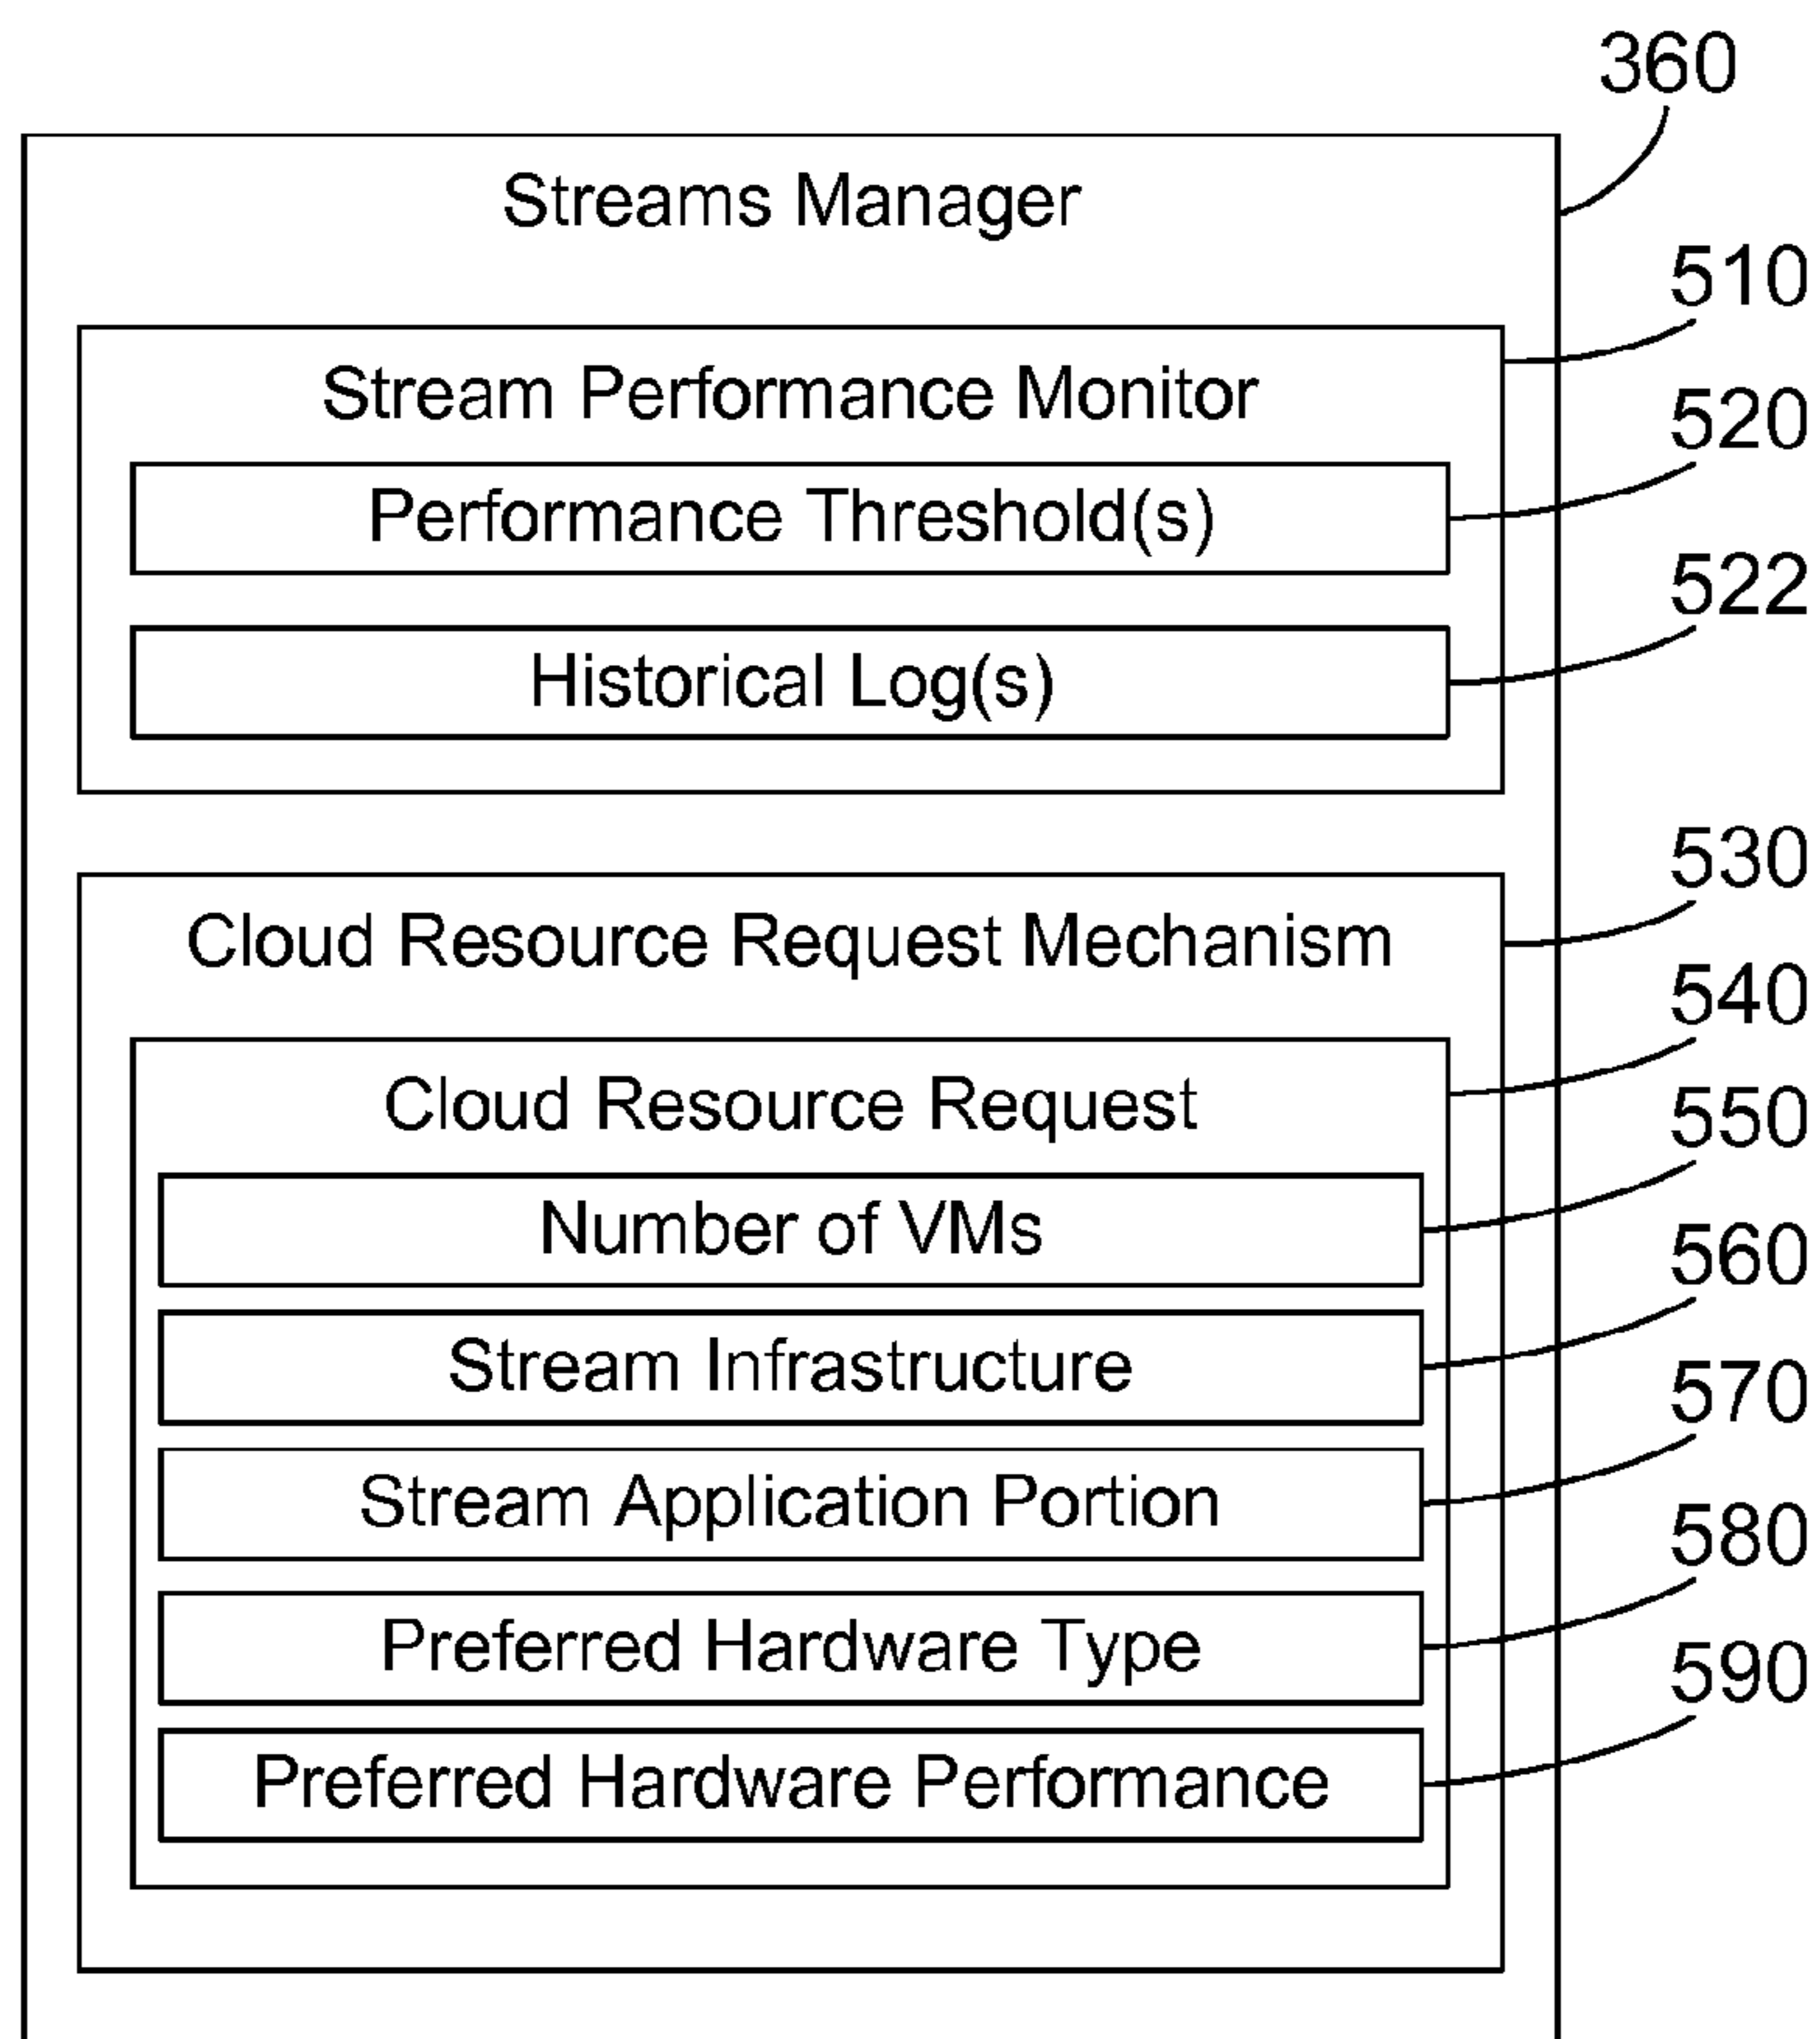 360
Streams Manager
510
Stream Performance Monitor
520
Performance Threshold(s)
522
Historical Log(s)
530
Cloud Resource Request Mechanism
540
Cloud Resource Request
550
Number of VMs
560
Stream Infrastructure
570
Stream Application Portion
580
Preferred Hardware Type
590
Preferred Hardware Performance